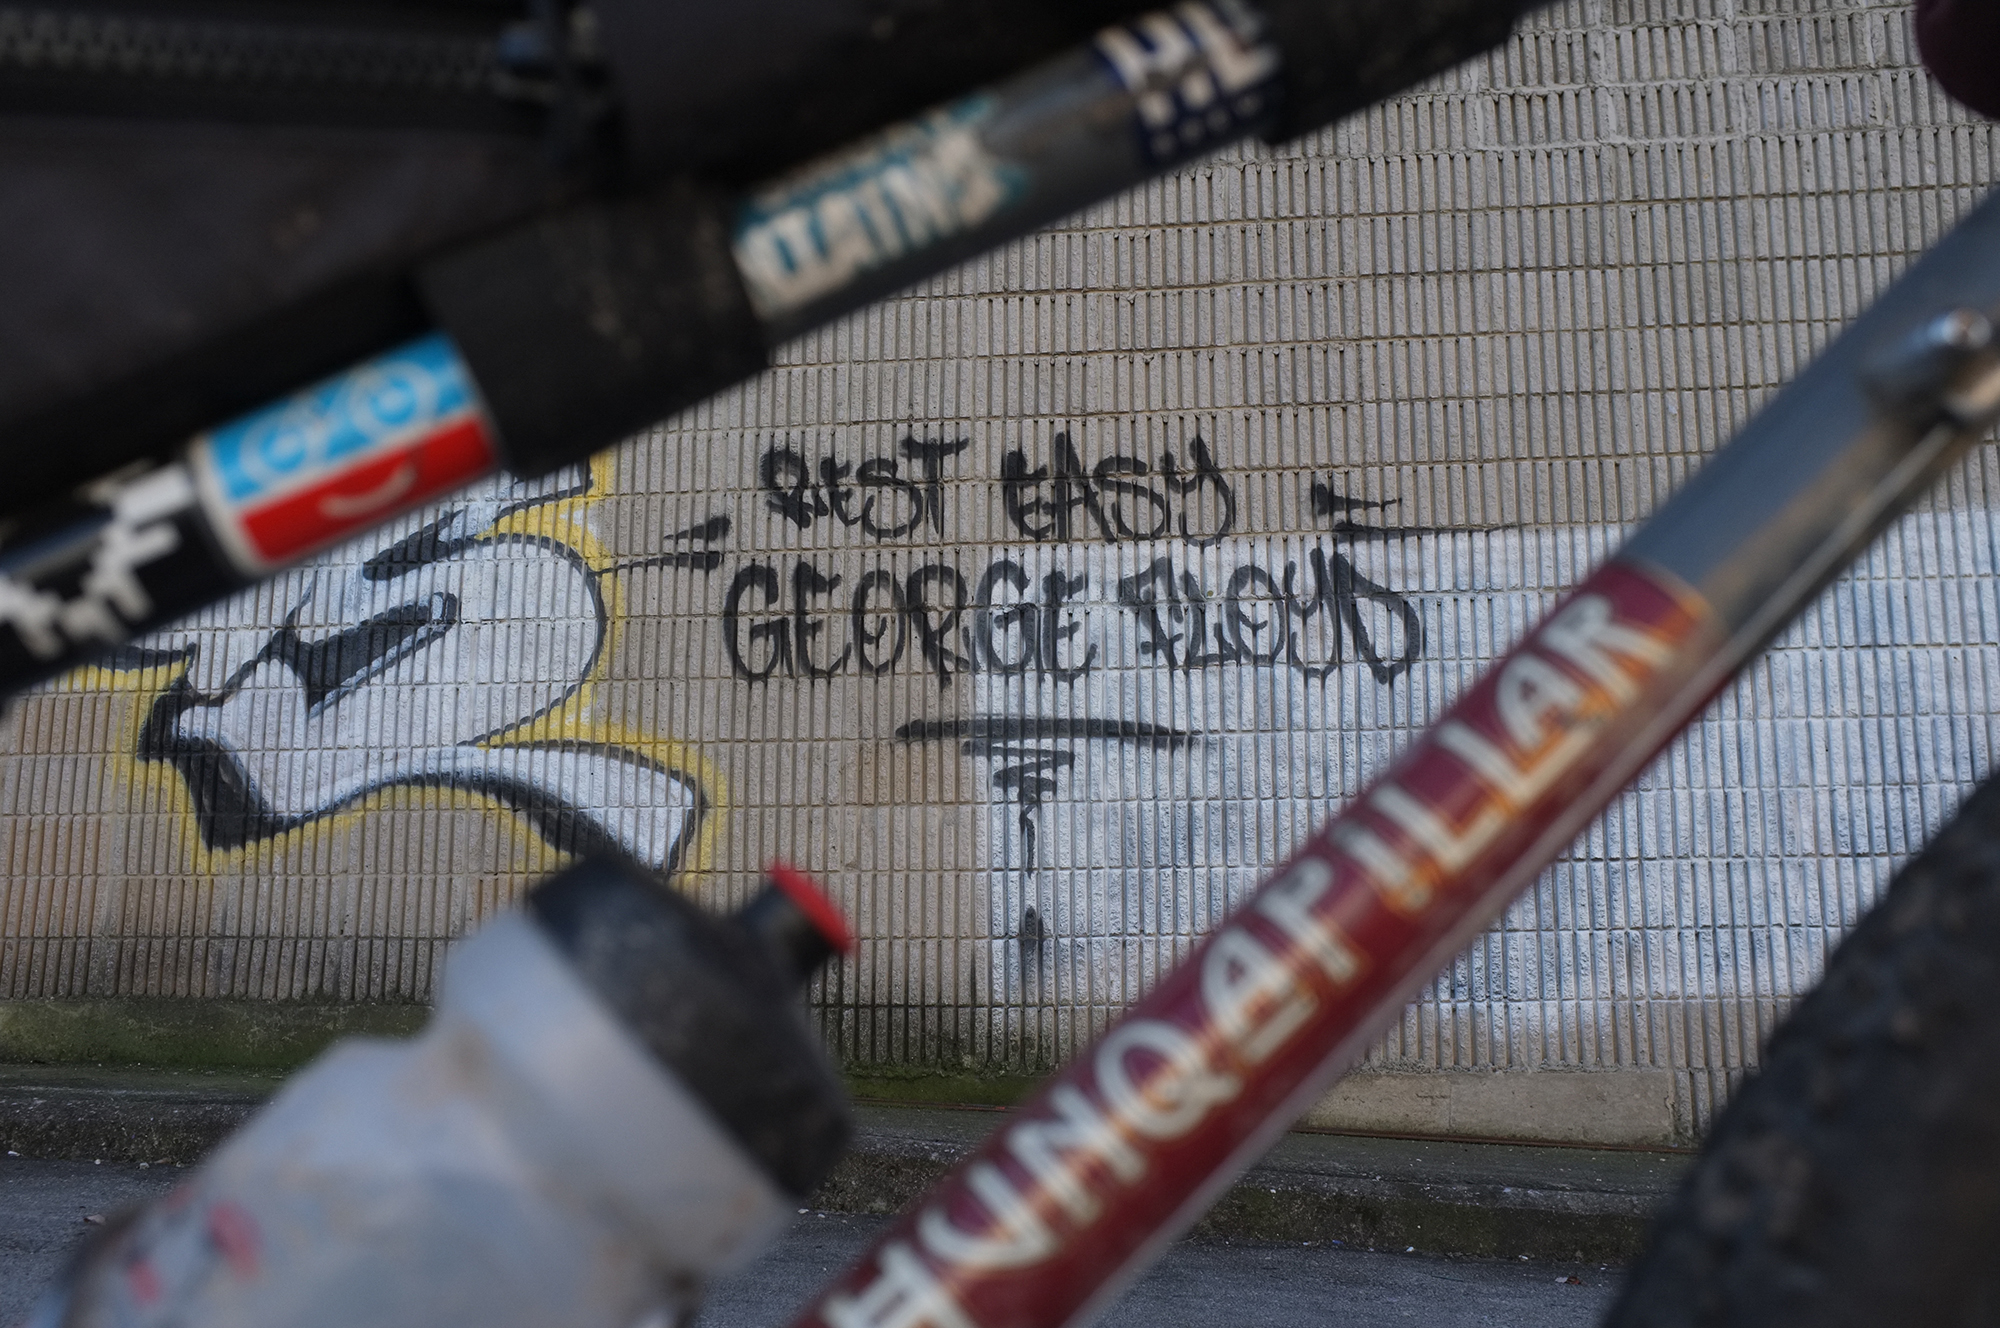 REST EASY
GEORGE FLOYD
HUNQAPILLAR